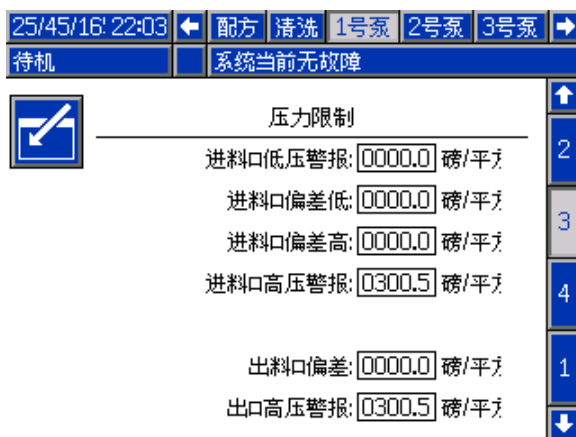 25/45/16 22:03 配方 清洗 1号泵 2号泵 3号泵
待机 系统当前无故障
压力限制
进料口低压警报: 0000.0 磅/平方
进料口偏差低: 0000.0 磅/平方
进料口偏差高: 0000.0 磅/平方
进料口高压警报: 0300.5 磅/平方
出料口偏差: 0000.0 磅/平方
出口高压警报: 0300.5 磅/平方
2
3
4
1